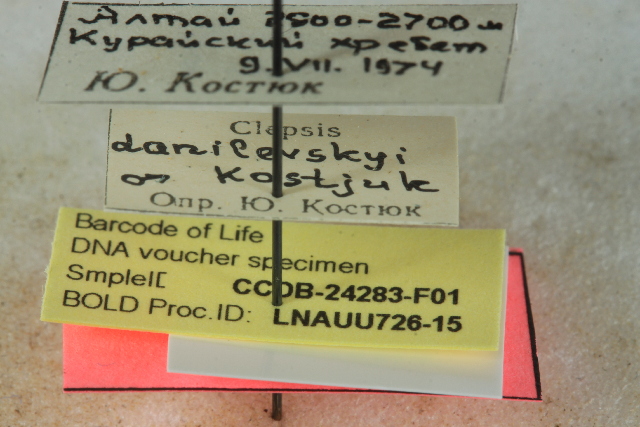 Алтай 2500-2700 м
Курайский хребет
9.VII. 1974
Ю. Костюк
Clepsis
danilevskyi
♂ Kostjuk
Опр. Ю. Костюк
Barcode of Life
DNA voucher specimen
SmpleID CCDB-24283-F01
BOLD Proc.ID: LNAUU726-15